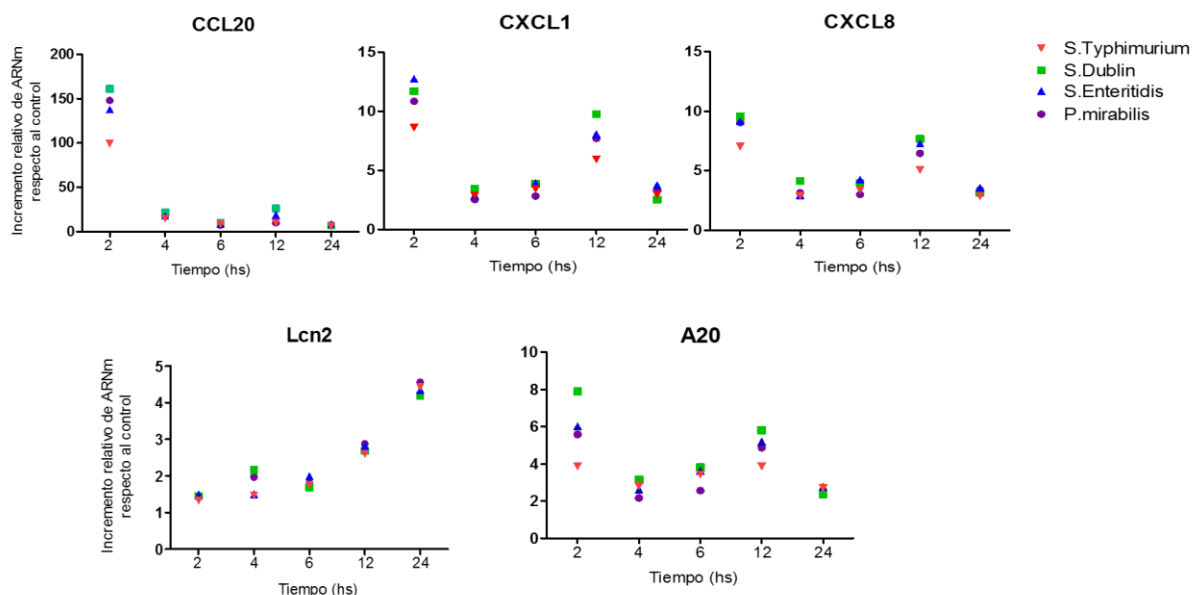 CCL20
CXCL1
CXCL8
Incremento relativo de ARNm
respecto al control
200
150
100
50
0
2 4 6 12 24
Tiempo (hs)
15
10
5
0
2 4 6 12 24
Tiempo (hs)
15
10
5
0
2 4 6 12 24
Tiempo (hs)
S.Typhimurium
S.Dublin
S.Enteritidis
P.mirabilis
Lcn2
A20
Incremento relativo de ARNm
respecto al control
5
4
3
2
1
0
2 4 6 12 24
Tiempo (hs)
10
8
6
4
2
0
2 4 6 12 24
Tiempo (hs)